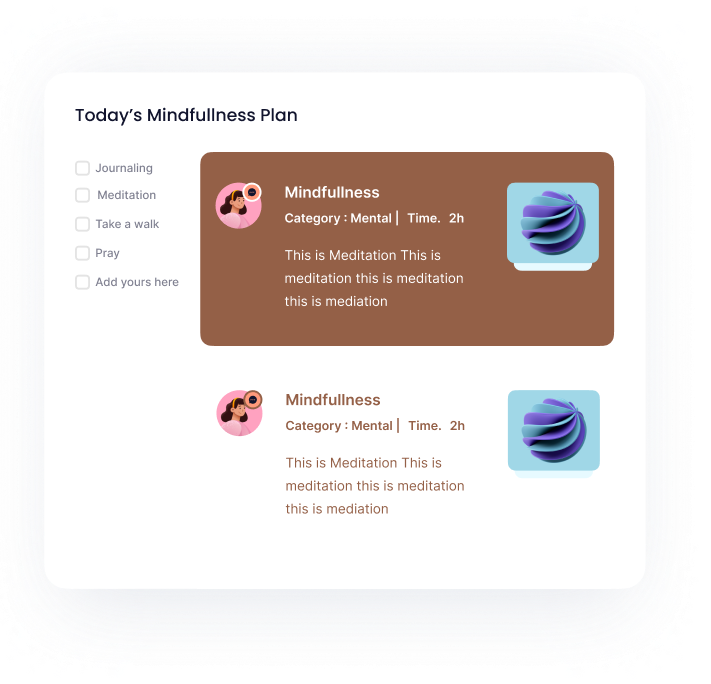 Today's Mindfullness Plan
Journaling
Meditation
Take a walk
Pray
Add yours here
Mindfullness
Category : Mental | Time. 2h
This is Meditation This is
meditation this is meditation
this is mediation
Mindfullness
Category : Mental | Time. 2h
This is Meditation This is
meditation this is meditation
this is mediation